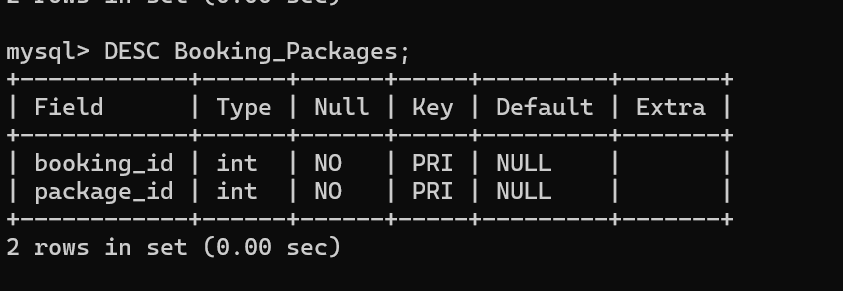 2 rows in set (0.00 sec)
mysql> DESC Booking_Packages;
+------------+------+------+-----+---------+-------+
| Field      | Type | Null | Key | Default | Extra |
+------------+------+------+-----+---------+-------+
| booking_id | int  | NO   | PRI | NULL    |       |
| package_id | int  | NO   | PRI | NULL    |       |
+------------+------+------+-----+---------+-------+
2 rows in set (0.00 sec)